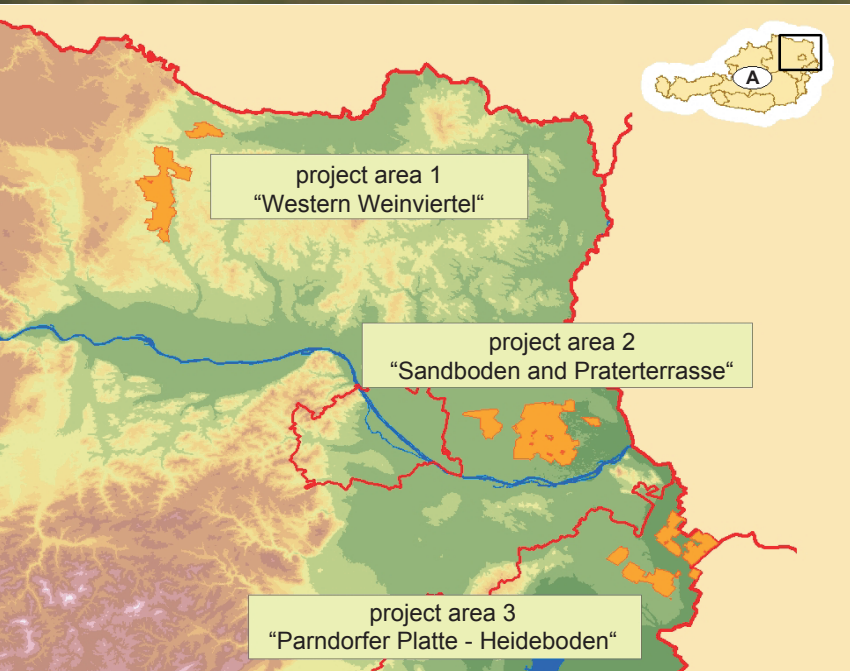 A
project area 1
“Western Weinviertel“
project area 2
“Sandboden and Praterterrasse“
project area 3
“Parndorfer Platte - Heideboden“